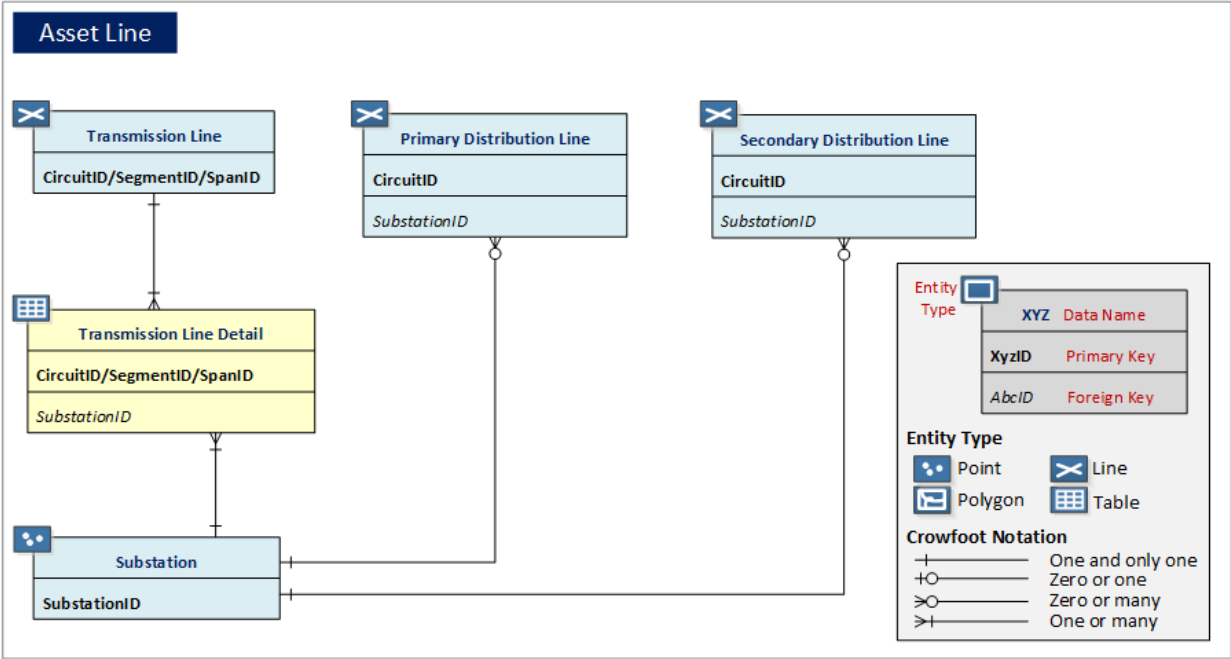 Asset Line
Transmission Line
CircuitID/SegmentID/SpanID
Primary Distribution Line
CircuitID
SubstationID
Secondary Distribution Line
CircuitID
SubstationID
Transmission Line Detail
CircuitID/SegmentID/SpanID
SubstationID
Substation
SubstationID
Entity
Type
XYZ Data Name
XyzID Primary Key
AbcID Foreign Key
Entity Type
Point
Line
Polygon
Table
Crowfoot Notation
One and only one
Zero or one
Zero or many
One or many